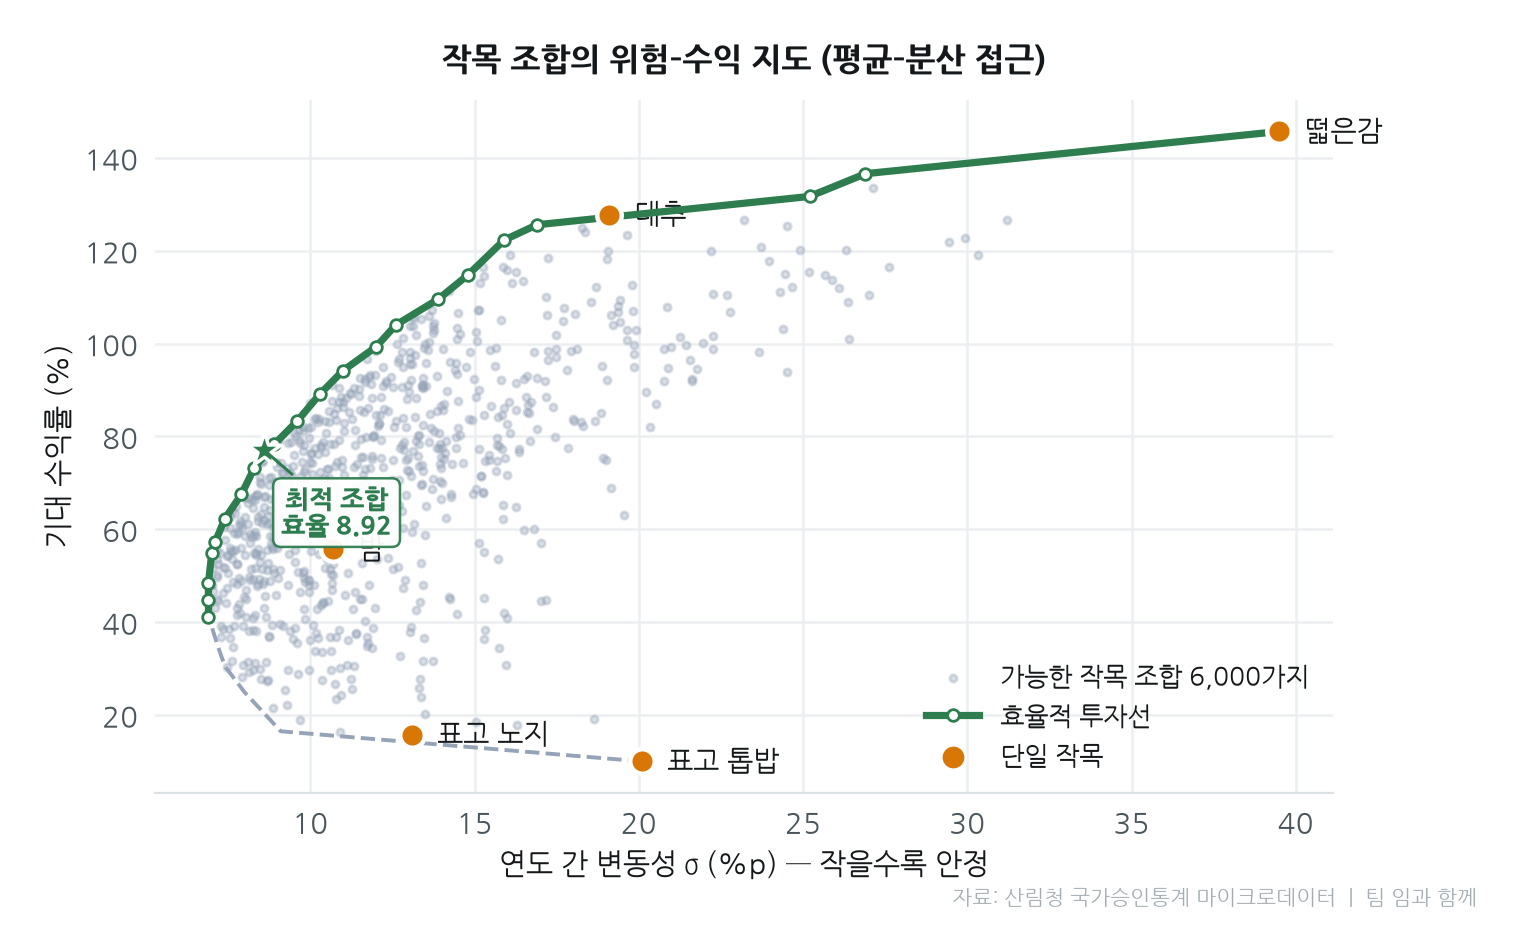 작목 조합의 위험-수익 지도 (평균-분산 접근)
떫은감
140
대추
120
100
기대 수익률 (%)
80
최적 조합
효율 8.92
60
40
가능한 작목 조합 6,000가지
20
효율적 투자선
표고 노지
단일 작목
표고 톱밥
10 15 20 25 30 35 40
연도 간 변동성 σ (%p) — 작을수록 안정
자료: 산림청 국가승인통계 마이크로데이터 | 팀 임과 함께